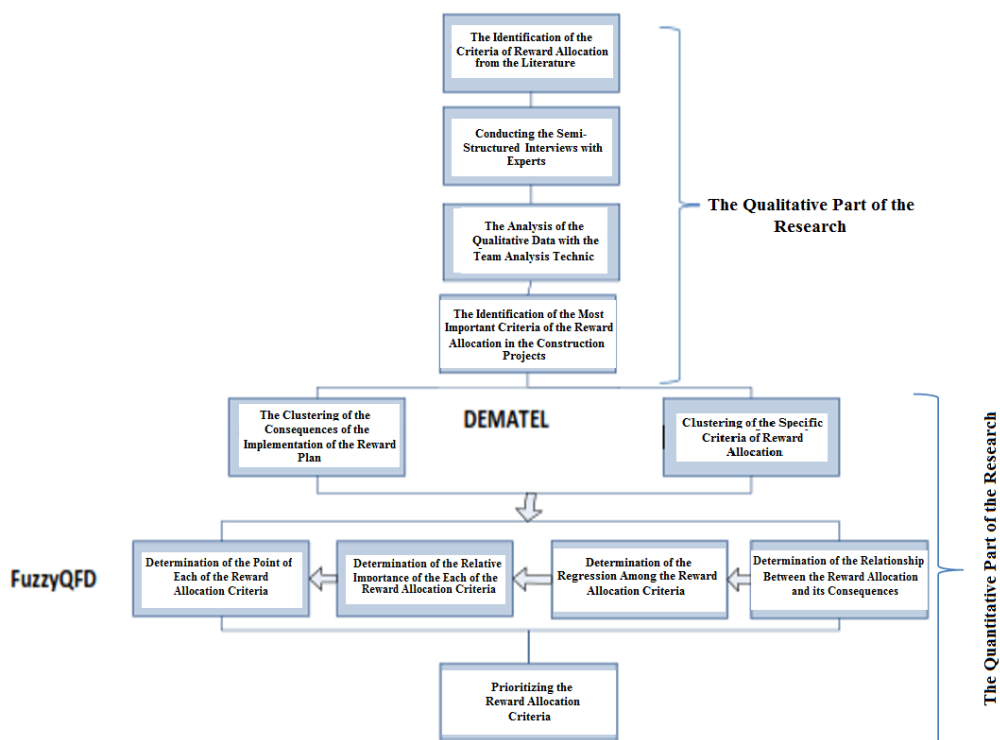 The Identification of the
Criteria of Reward Allocation
from the Literature
Conducting the Semi-
Structured Interviews with
Experts
The Analysis of the
Qualitative Data with the
Team Analysis Technic
The Identification of the Most
Important Criteria of the Reward
Allocation in the Construction
Projects
The Qualitative Part of the
Research
The Clustering of the
Consequences of the
Implementation of the Reward
Plan
DEMATEL
Clustering of the Specific
Criteria of Reward
Allocation
FuzzyQFD
Determination of the Point of
Each of the Reward
Allocation Criteria
Determination of the Relative
Importance of the Each of the
Reward Allocation Criteria
Determination of the
Regression Among the Reward
Allocation Criteria
Determination of the Relationship
Between the Reward Allocation
and its Consequences
Prioritizing the
Reward Allocation
Criteria
The Quantitative Part of the Research